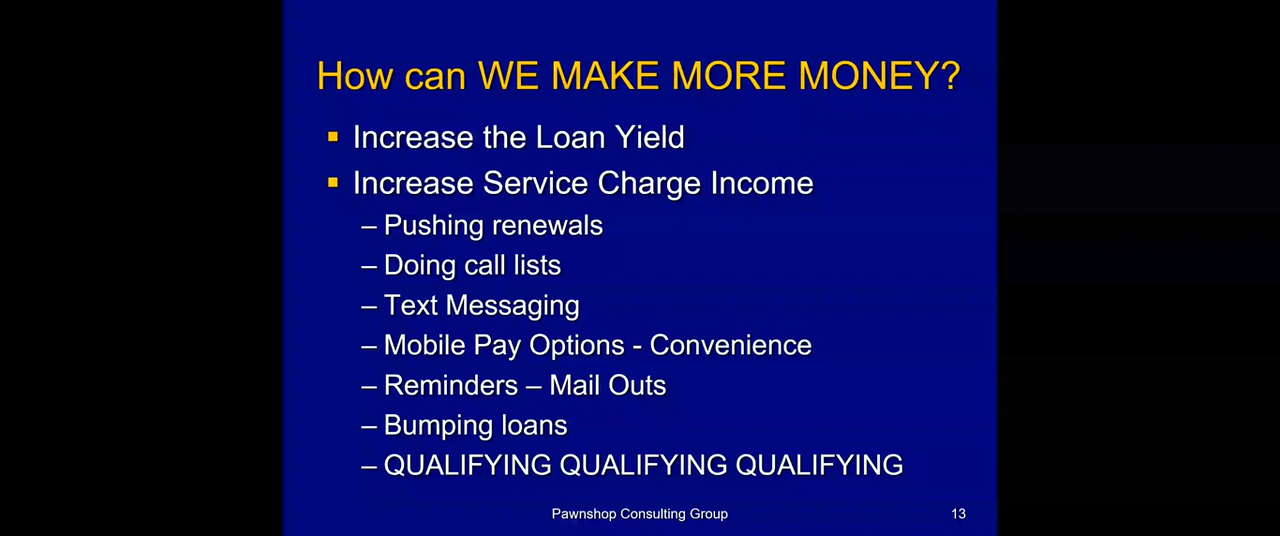 How can WE MAKE MORE MONEY?
▪ Increase the Loan Yield
▪ Increase Service Charge Income
– Pushing renewals
– Doing call lists
– Text Messaging
– Mobile Pay Options - Convenience
– Reminders – Mail Outs
– Bumping loans
– QUALIFYING QUALIFYING QUALIFYING
Pawnshop Consulting Group
13